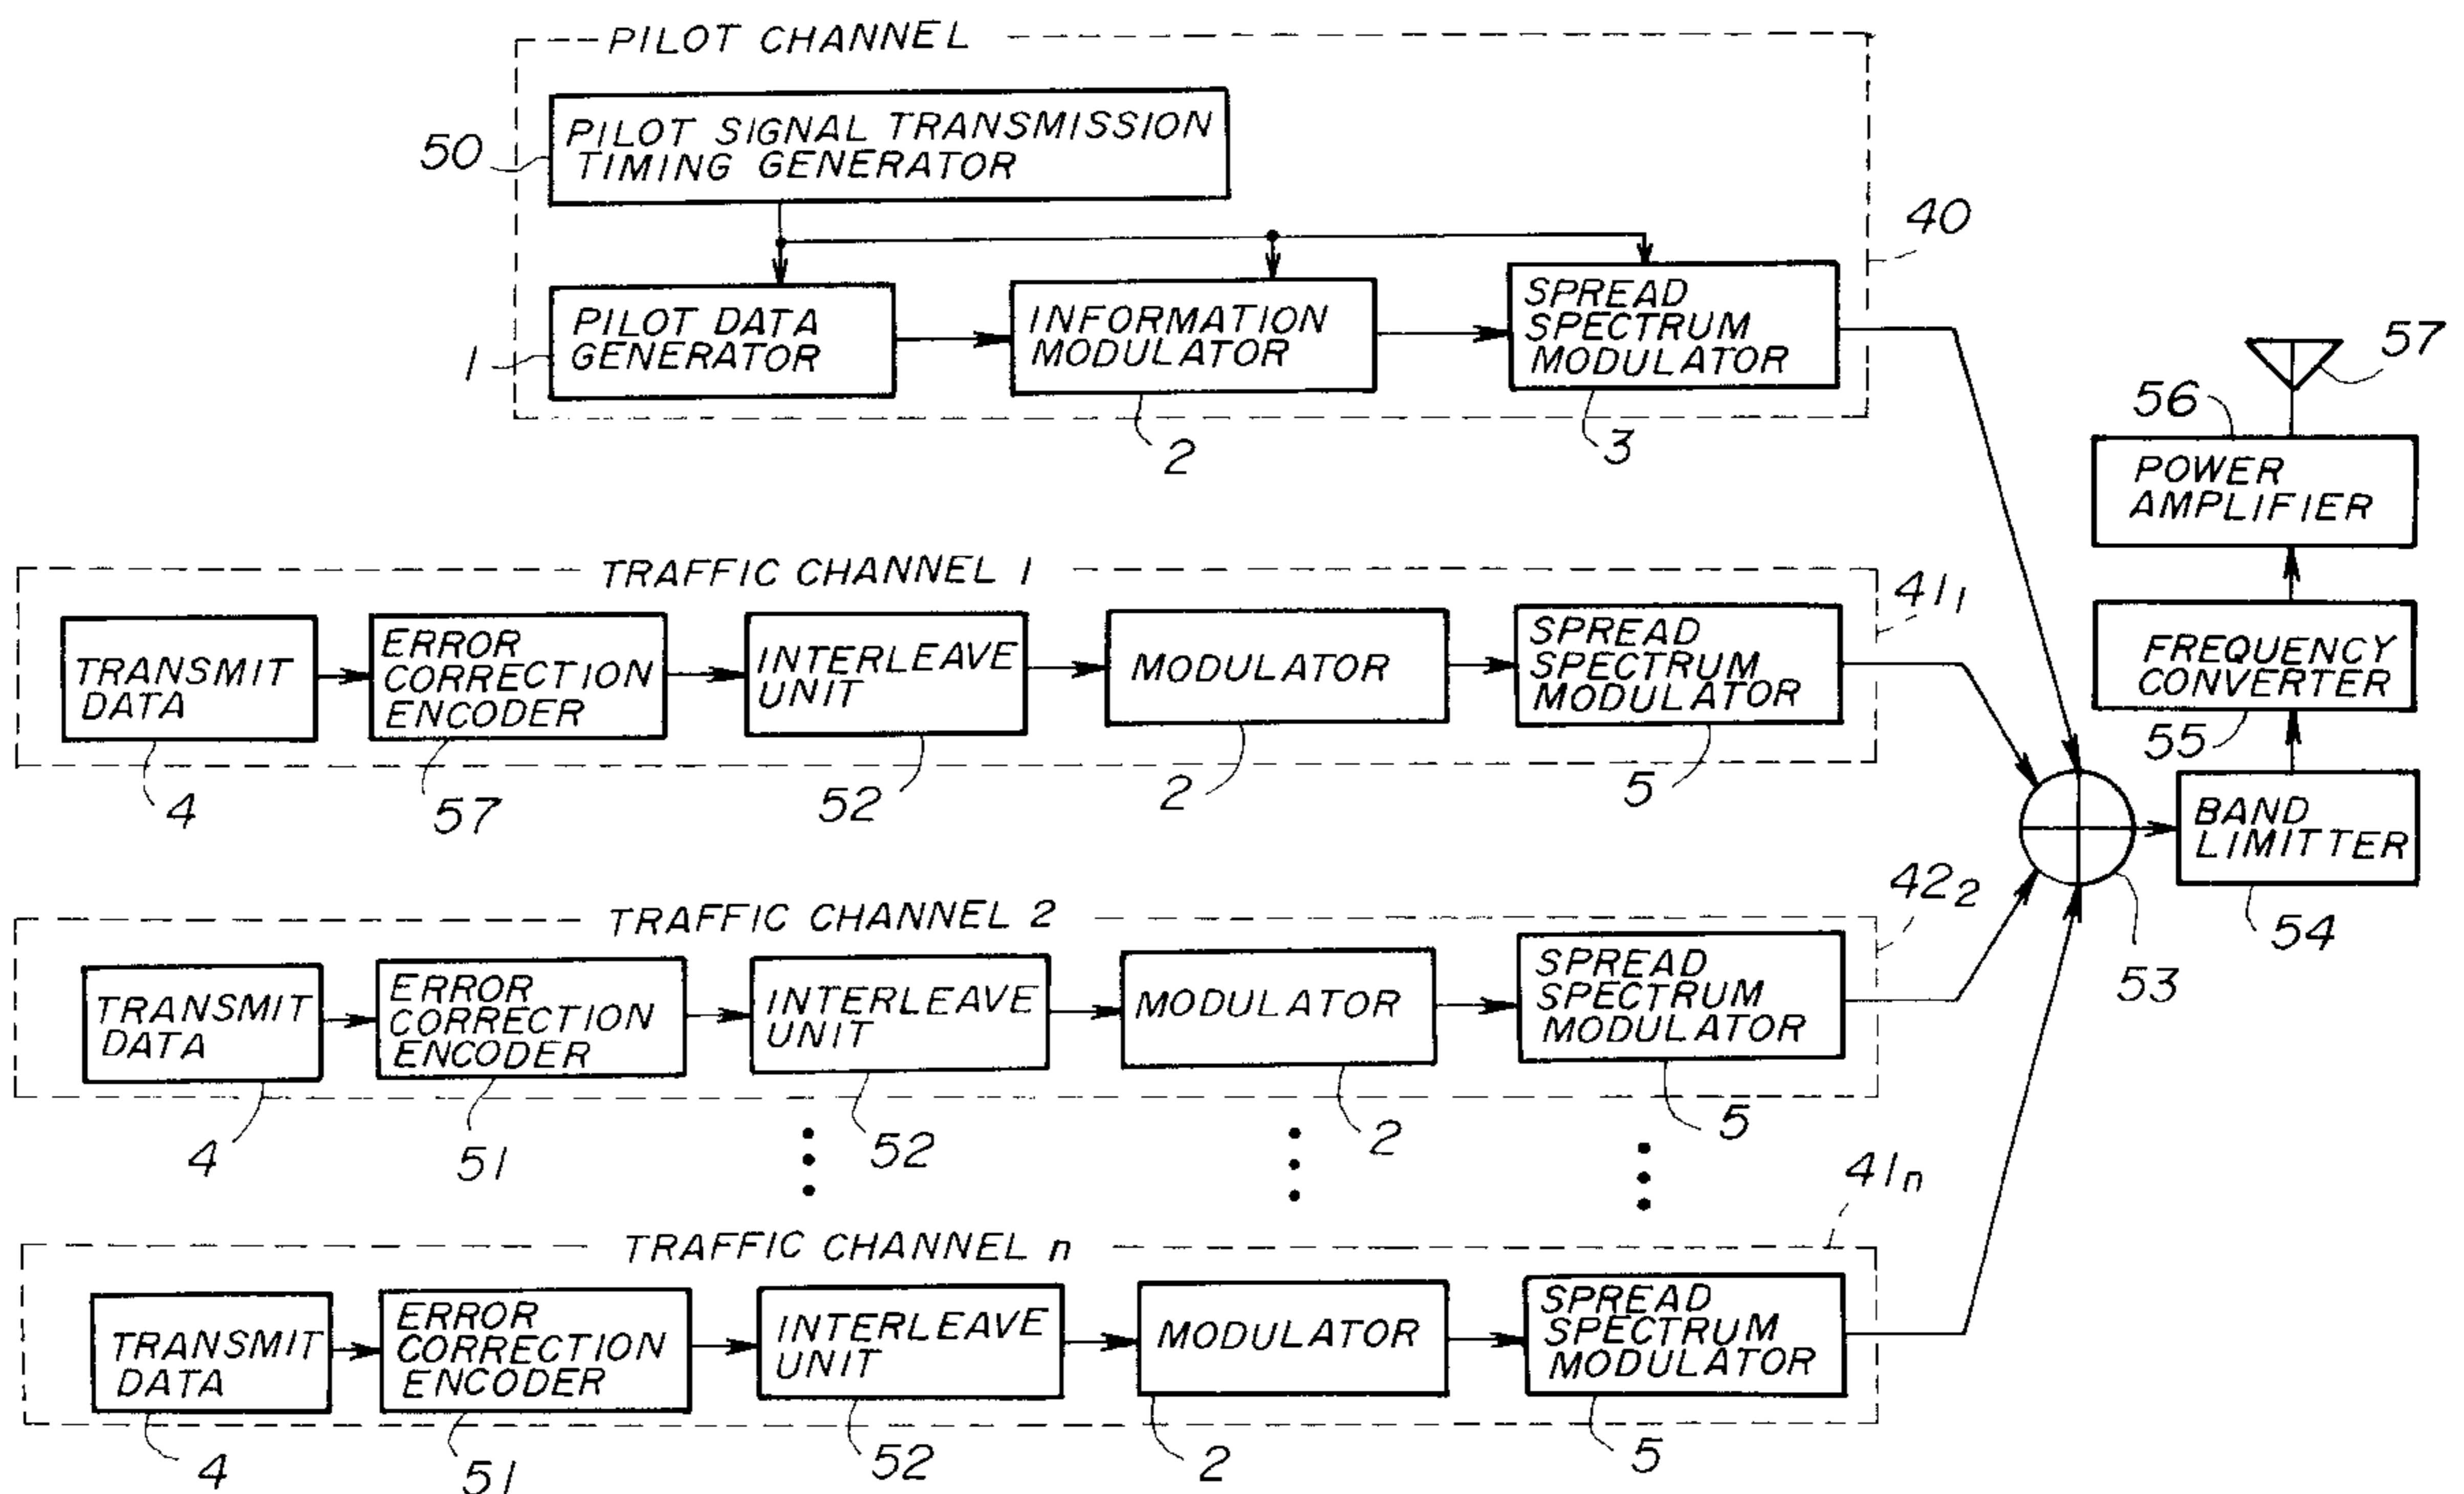 PILOT CHANNEL
PILOT SIGNAL TRANSMISSION
TIMING GENERATOR
50
40
PILOT DATA
GENERATOR
1
INFORMATION
MODULATOR
2
SPREAD
SPECTRUM
MODULATOR
3
57
56
POWER
AMPLIFIER
FREQUENCY
CONVERTER
55
BAND
LIMITTER
54
53
TRAFFIC CHANNEL 1
41₁
TRANSMIT
DATA
4
ERROR
CORRECTION
ENCODER
57
INTERLEAVE
UNIT
52
MODULATOR
2
SPREAD
SPECTRUM
MODULATOR
5
TRAFFIC CHANNEL 2
42₂
TRANSMIT
DATA
4
ERROR
CORRECTION
ENCODER
51
INTERLEAVE
UNIT
52
MODULATOR
2
SPREAD
SPECTRUM
MODULATOR
5
TRAFFIC CHANNEL n
41ₙ
TRANSMIT
DATA
4
ERROR
CORRECTION
ENCODER
51
INTERLEAVE
UNIT
52
MODULATOR
2
SPREAD
SPECTRUM
MODULATOR
5